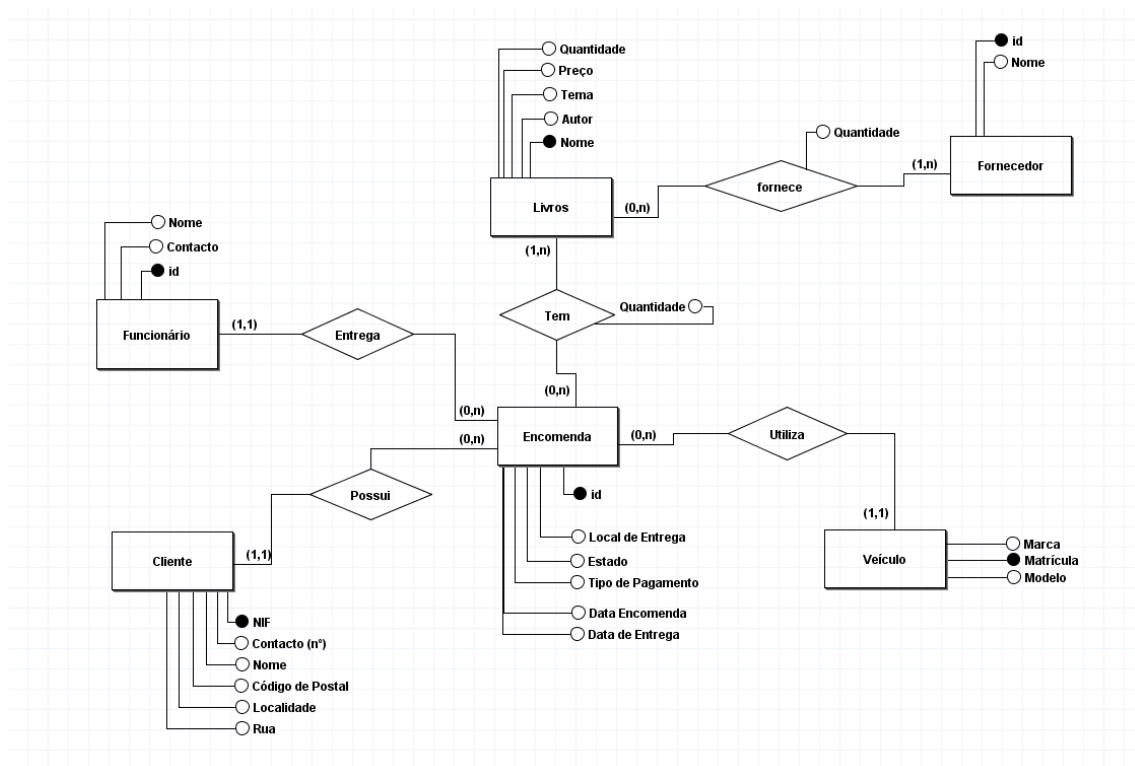 Quantidade
Preço
Tema
Autor
Nome
Livros
(0,n)
(1,n)
fornece
Quantidade
(1,n)
id
Nome
Fornecedor
Nome
Contacto
id
Funcionário
(1,1)
Entrega
(0,n)
Tem
Quantidade
(0,n)
Encomenda
(0,n)
Utiliza
(1,1)
Veículo
Marca
Matrícula
Modelo
(0,n)
Possui
(1,1)
Cliente
NIF
Contacto (nº)
Nome
Código de Postal
Localidade
Rua
id
Local de Entrega
Estado
Tipo de Pagamento
Data Encomenda
Data de Entrega